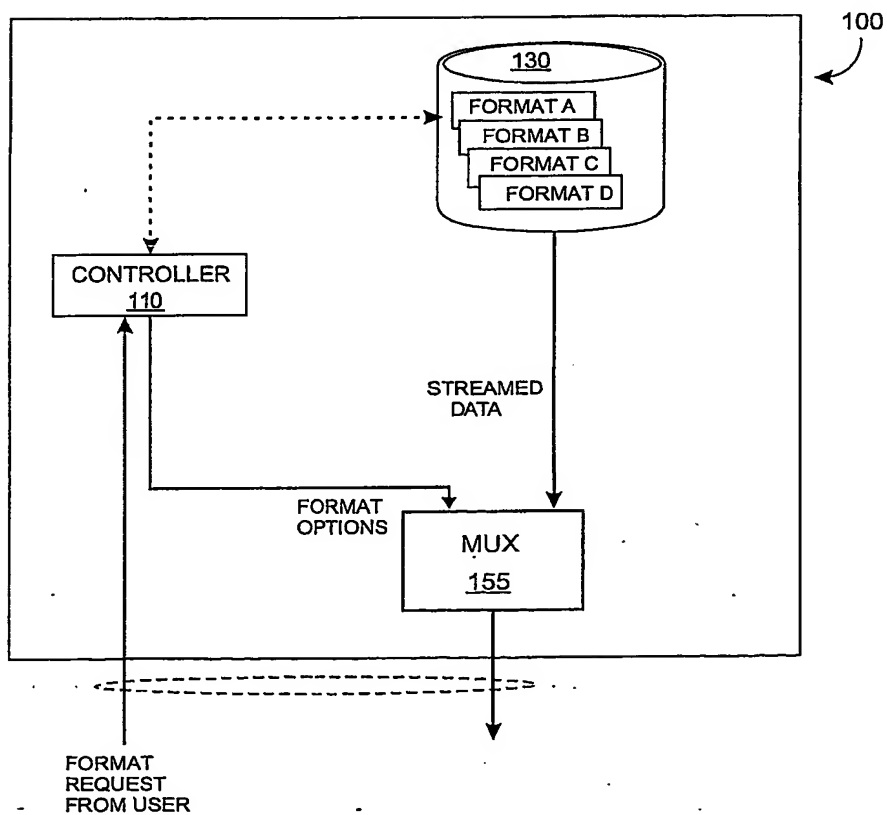 100
130
FORMAT A
FORMAT B
FORMAT C
FORMAT D
CONTROLLER
110
STREAMED
DATA
FORMAT
OPTIONS
MUX
155
FORMAT
REQUEST
FROM USER